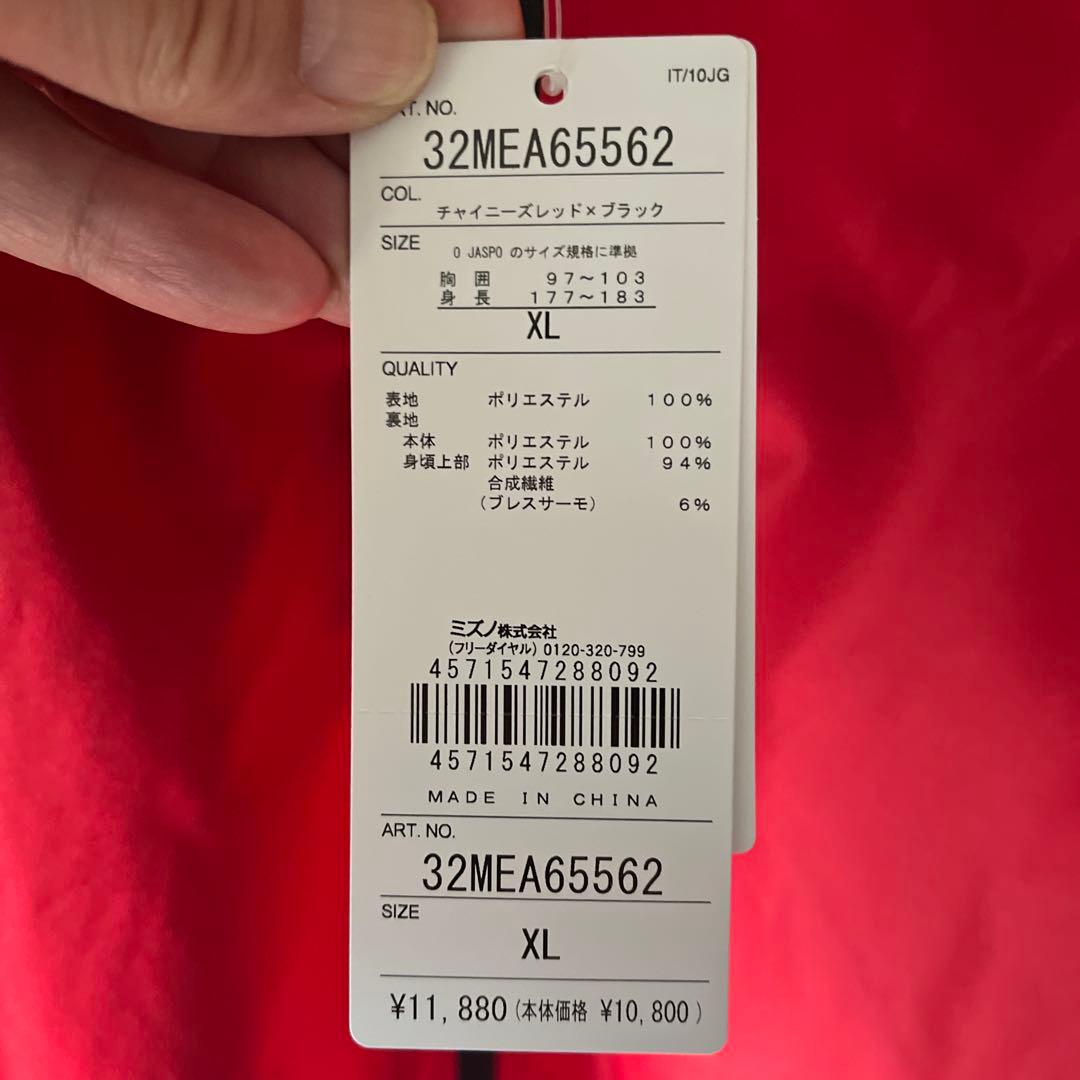 IT/10JG
ART. NO.
32MEA65562
COL.
チャイニーズレッド×ブラック
SIZE
O JASPO のサイズ規格に準拠
胸 囲 97～103
身 長 177～183
XL
QUALITY
表地 ポリエステル 100%
裏地
本体 ポリエステル 100%
身頃上部 ポリエステル 94%
合成繊維
(ブレスサーモ) 6%
ミズノ株式会社
(フリーダイヤル) 0120-320-799
4571547288092
4571547288092
MADE IN CHINA
ART. NO.
32MEA65562
SIZE
XL
¥11,880 (本体価格 ¥10,800)